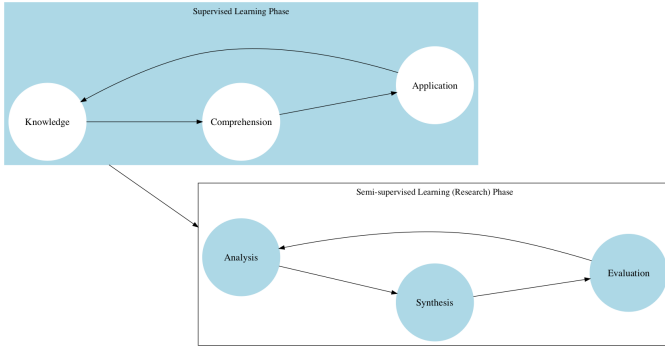 Supervised Learning Phase
Application
Knowledge
Comprehension
Semi-supervised Learning (Research) Phase
Analysis
Evaluation
Synthesis